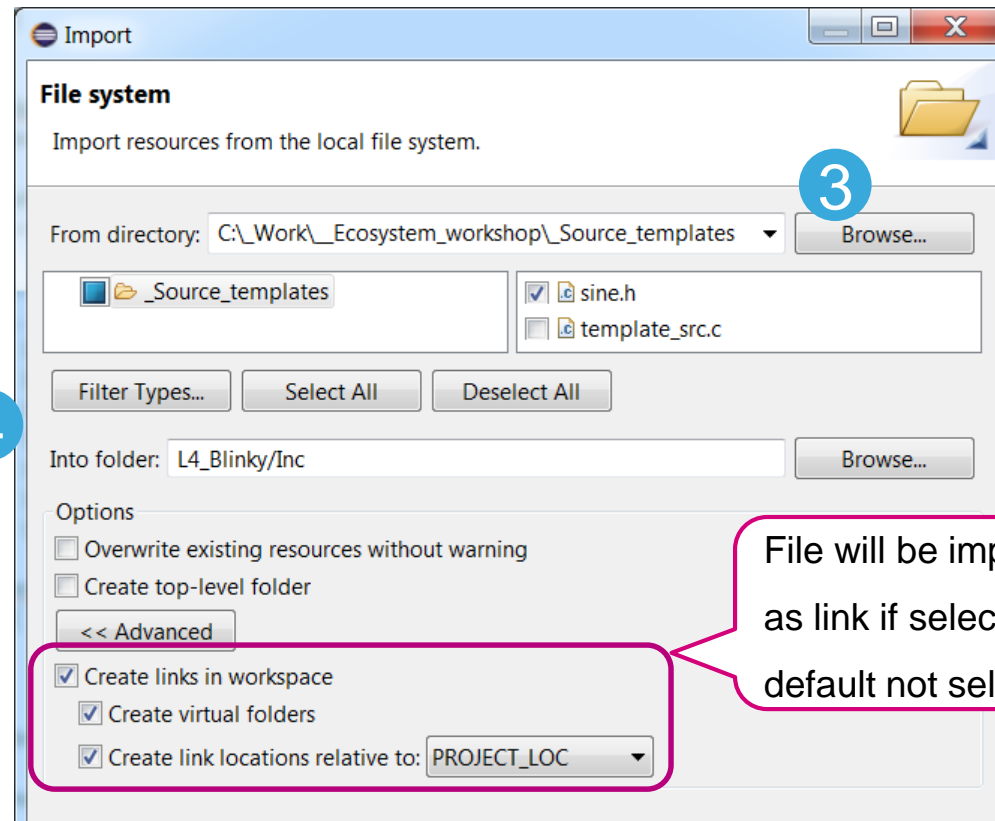 Import
File system
Import resources from the local file system.
3
From directory: C:\_Work\__Ecosystem_workshop\_Source_templates Browse...
_Source_templates
sine.h
template_src.c
Filter Types... Select All Deselect All
Into folder: L4_Blinky/Inc Browse...
Options
Overwrite existing resources without warning
Create top-level folder
<< Advanced
Create links in workspace
Create virtual folders
Create link locations relative to: PROJECT_LOC
File will be
as link if
default not